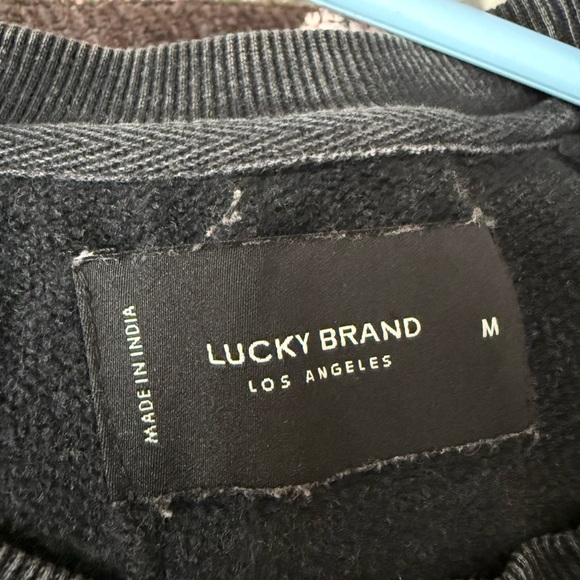 MADE IN INDIA
LUCKY BRAND
LOS ANGELES
M